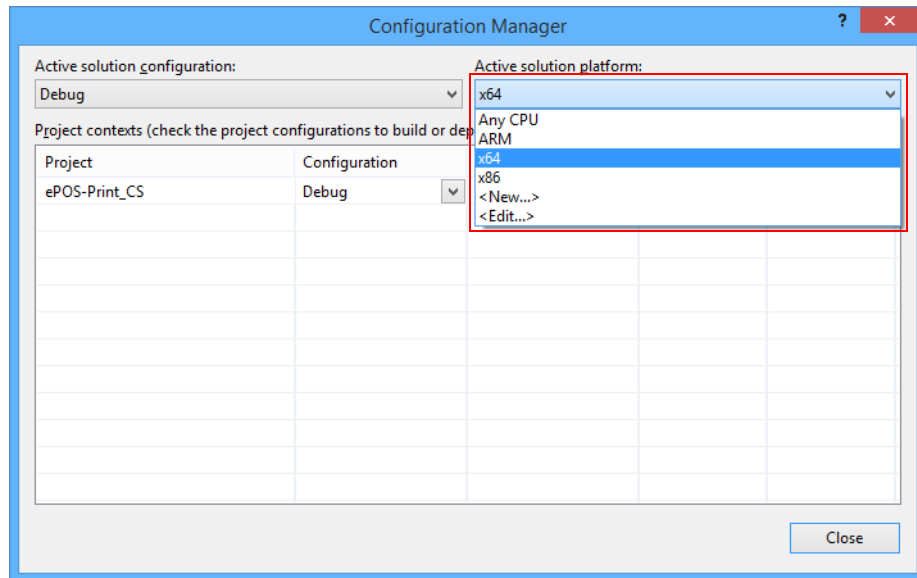 Configuration Manager
?
×
Active solution configuration:
Active solution platform:
Debug
x64
Project contexts (check the project configurations to build or dep
Any CPU
ARM
x64
x86
<New...>
<Edit...>
Project
Configuration
ePOS-Print_CS
Debug
Close